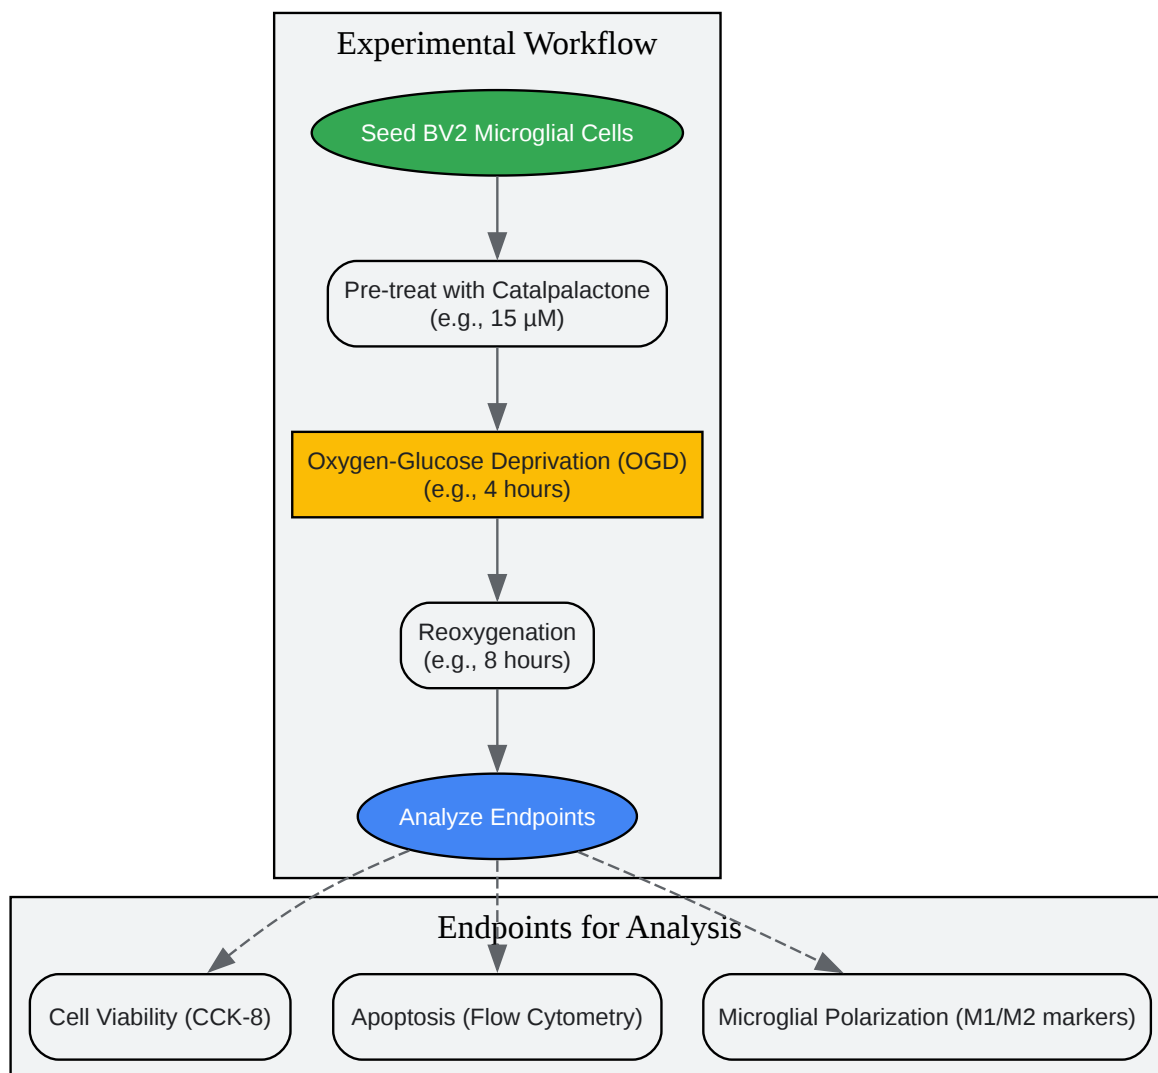 Experimental Workflow
Seed BV2 Microglial Cells
Pre-treat with Catalpalactone
(e.g., 15 µM)
Oxygen-Glucose Deprivation (OGD)
(e.g., 4 hours)
Reoxygenation
(e.g., 8 hours)
Analyze Endpoints
Endpoints for Analysis
Cell Viability (CCK-8)
Apoptosis (Flow Cytometry)
Microglial Polarization (M1/M2 markers)